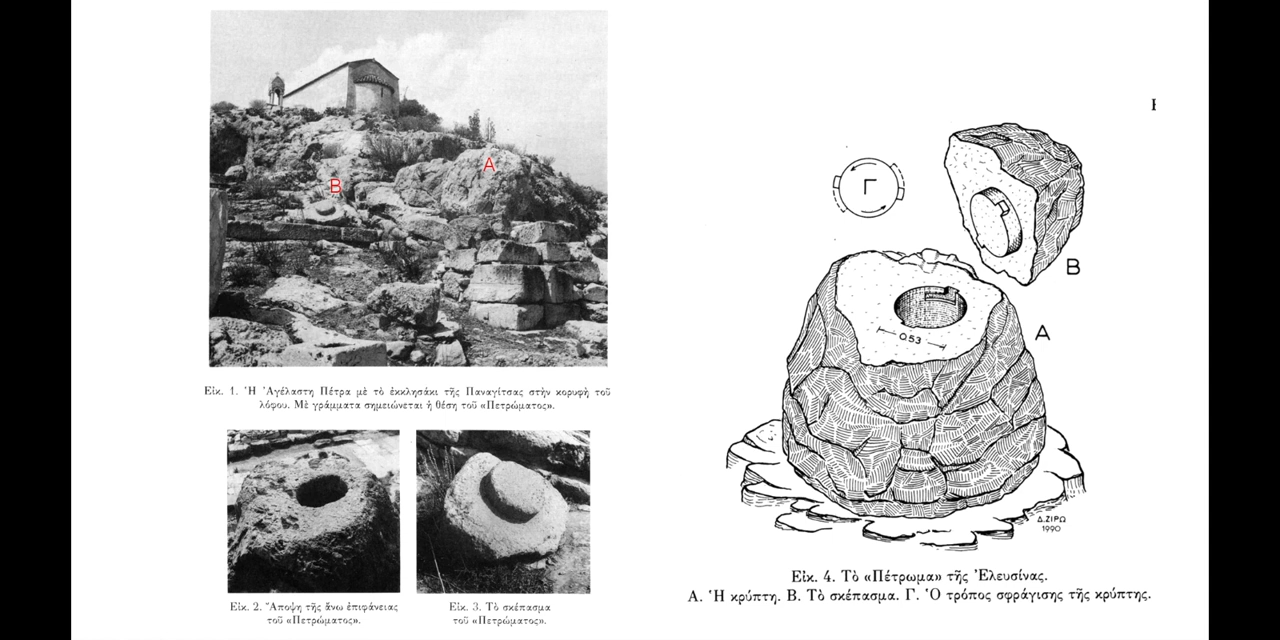 A
B
Εἰκ. 1. Ἡ Ἀγέλαστη Πέτρα μὲ τὸ ἐκκλησάκι τῆς Παναγίτσας στὴν κορυφὴ τοῦ
λόφου. Μὲ γράμματα σημειώνεται ἡ θέση τοῦ «Πετρώματος».
Εἰκ. 2. Ἄποψη τῆς ἄνω ἐπιφάνειας
τοῦ «Πετρώματος».
Εἰκ. 3. Τὸ σκέπασμα
τοῦ «Πετρώματος».
Γ
B
A
0.53
Δ.ΖΙΡΩ
1990
Εἰκ. 4. Τὸ «Πέτρωμα» τῆς Ἐλευσίνας.
Α. Ἡ κρύπτη. Β. Τὸ σκέπασμα. Γ. Ὁ τρόπος σφράγισης τῆς κρύπτης.